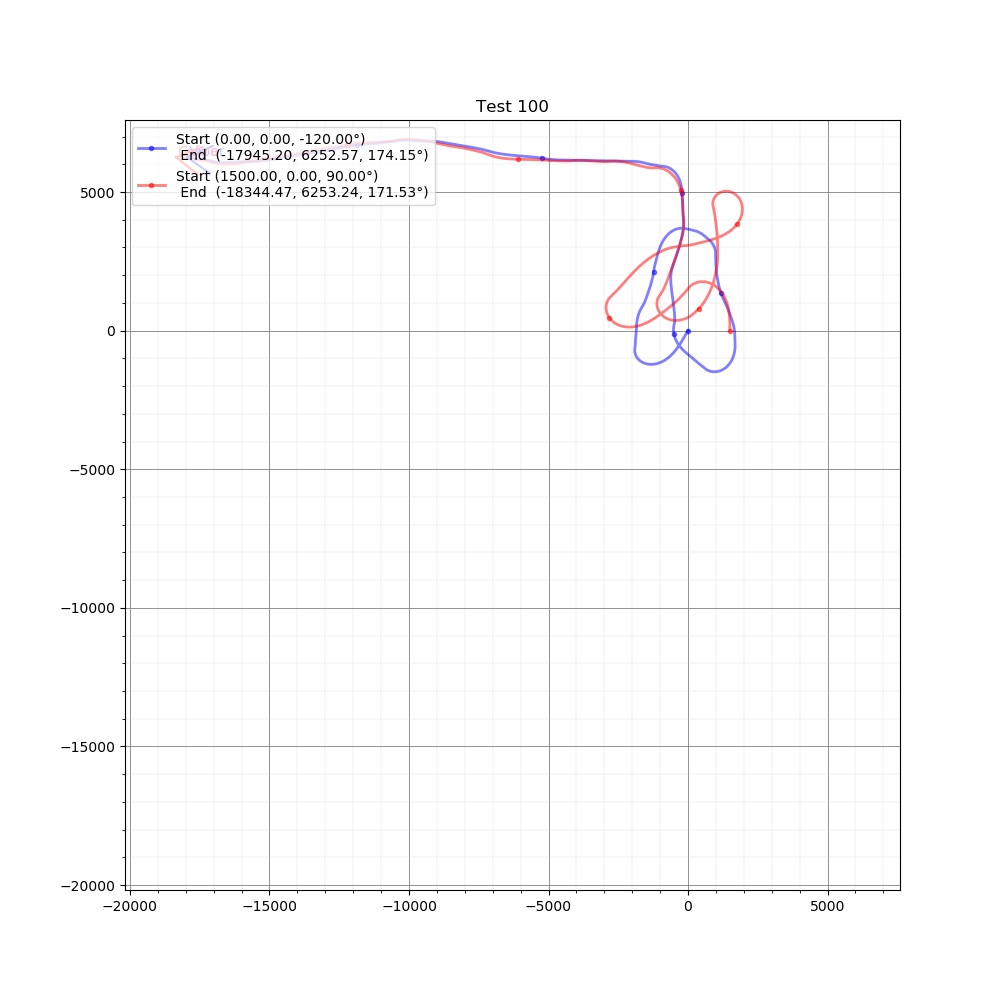 Test 100
Start (0.00, 0.00, -120.00°)
End (-17945.20, 6252.57, 174.15°)
Start (1500.00, 0.00, 90.00°)
End (-18344.47, 6253.24, 171.53°)
5000
0
−5000
−10000
−15000
−20000
−20000 −15000 −10000 −5000 0 5000